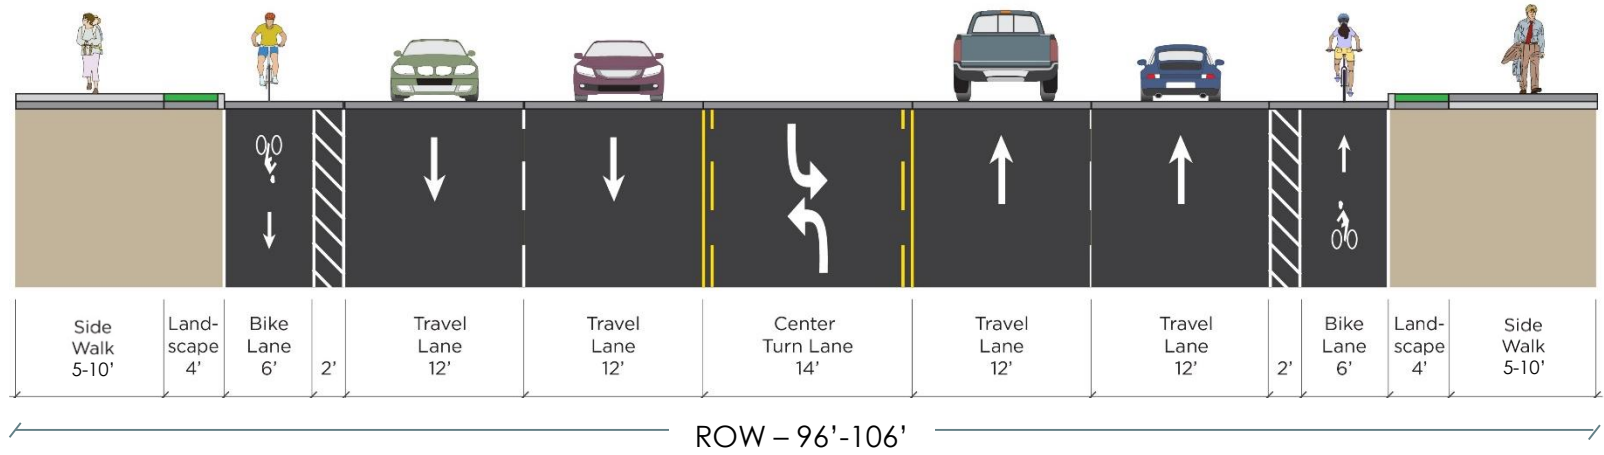 Side
Walk
5-10’
Land-
scape
4’
Bike
Lane
6’
2’
Travel
Lane
12’
Travel
Lane
12’
Center
Turn Lane
14’
Travel
Lane
12’
Travel
Lane
12’
2’
Bike
Lane
6’
Land-
scape
4’
Side
Walk
5-10’
ROW – 96’-106’